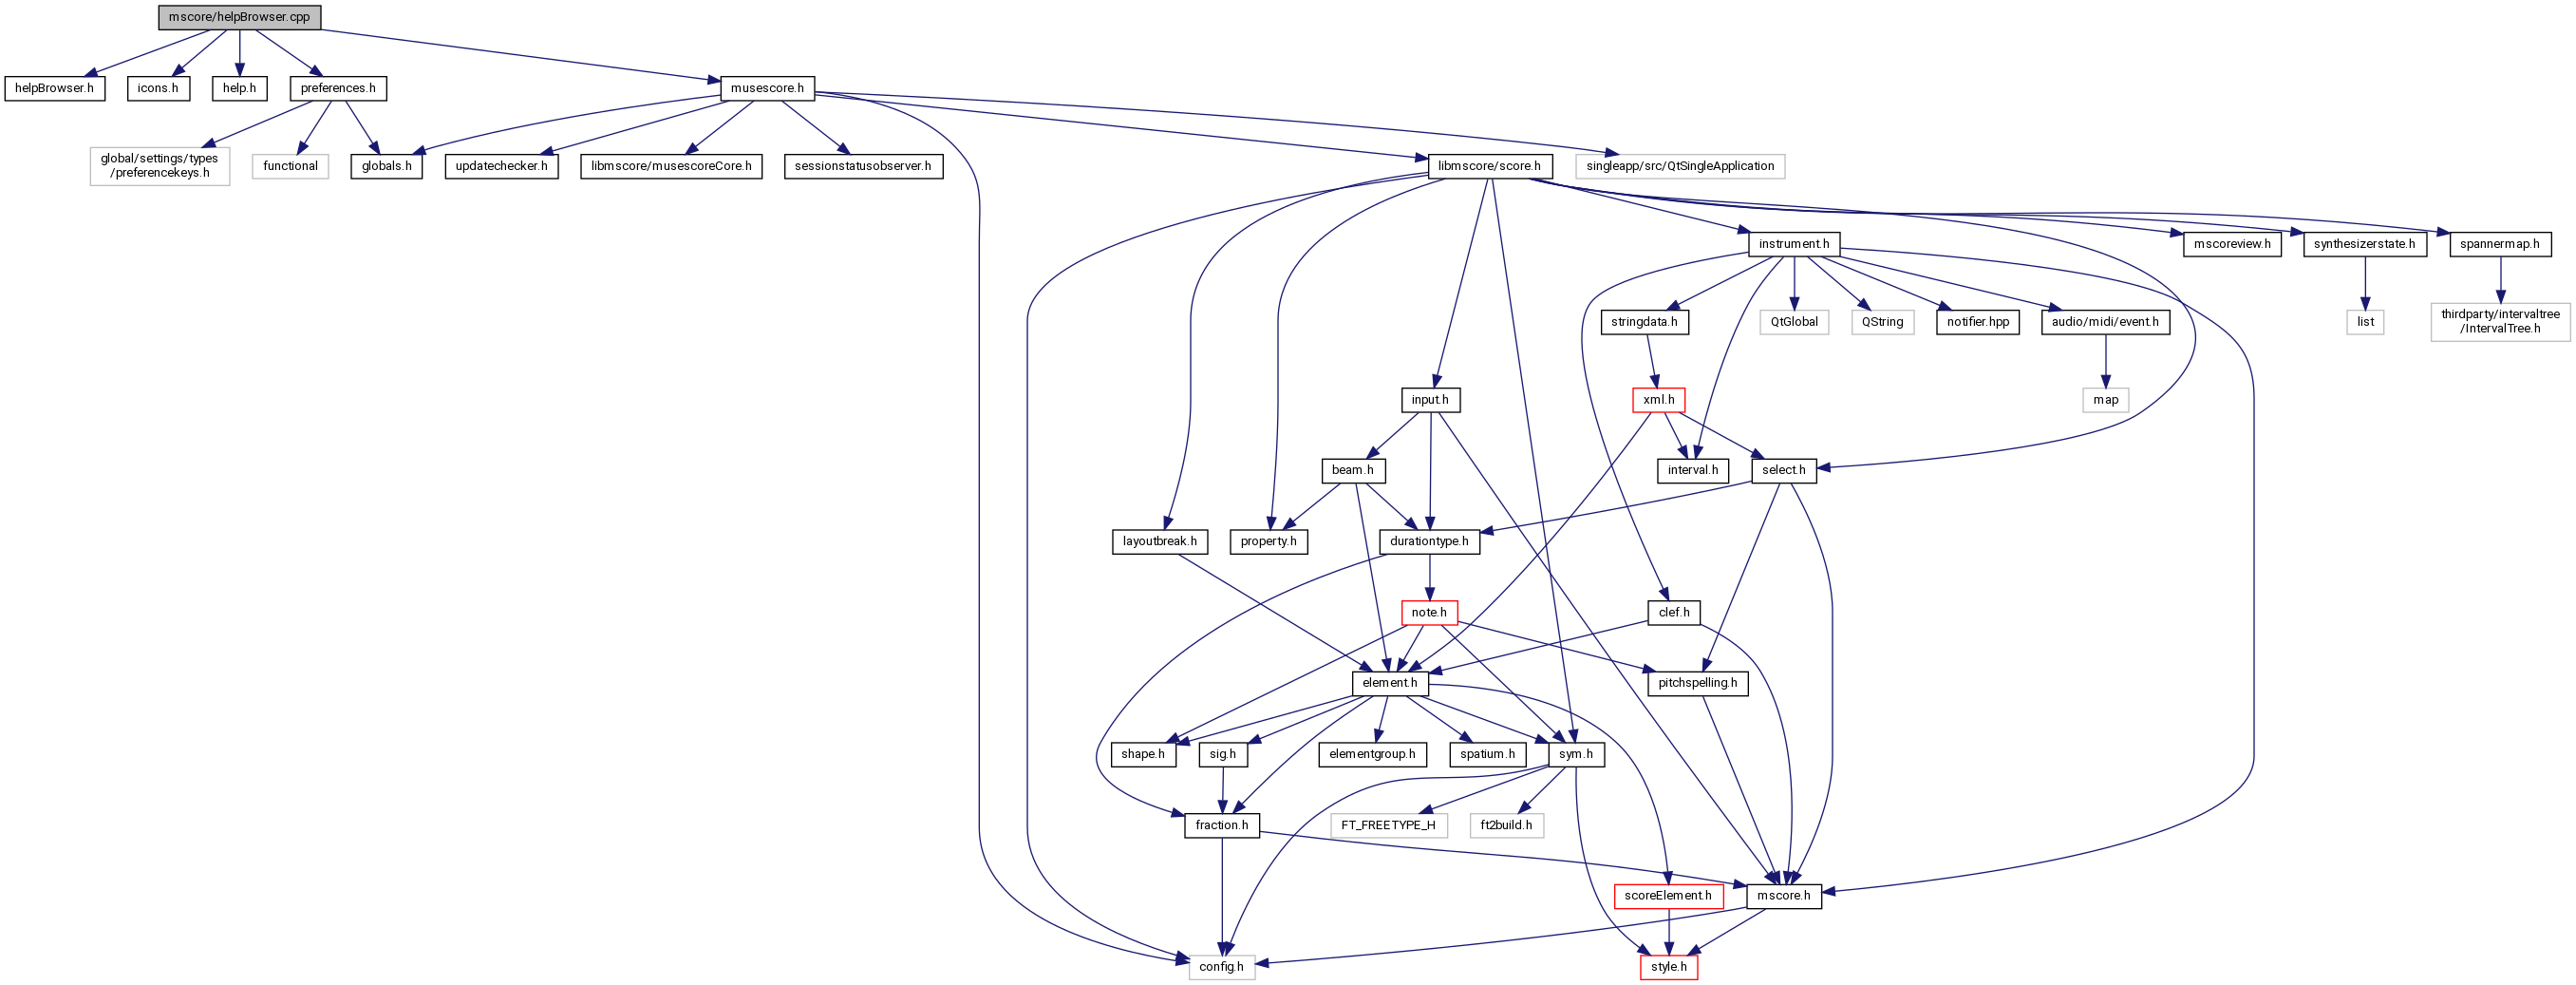 mscore/helpBrowser.cpp
helpBrowser.h
icons.h
help.h
preferences.h
musescore.h
global/settings/types
/preferencekeys.h
functional
globals.h
updatechecker.h
libmscore/musescoreCore.h
sessionstatusobserver.h
libmscore/score.h
singleapp/src/QtSingleApplication
instrument.h
mscoreview.h
synthesizerstate.h
spannermap.h
stringdata.h
QtGlobal
QString
notifier.hpp
audio/midi/event.h
list
thirdparty/intervaltree
/IntervalTree.h
input.h
xml.h
map
beam.h
interval.h
select.h
layoutbreak.h
property.h
durationtype.h
note.h
clef.h
element.h
pitchspelling.h
shape.h
sig.h
elementgroup.h
spatium.h
sym.h
fraction.h
FT_FREETYPE_H
ft2build.h
scoreElement.h
mscore.h
config.h
style.h